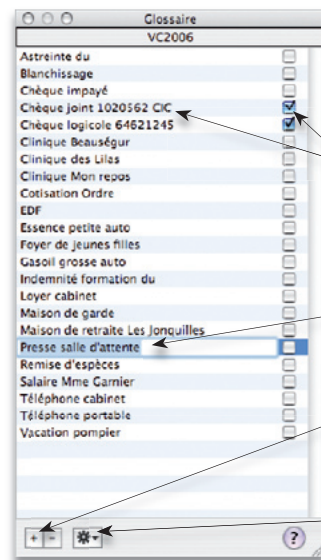 Glossaire
VC2006
Astreinte du
Blanchissage
Chèque impayé
Chèque joint 1020562 CIC
Chèque logicole 64621245
Clinique Beauségur
Clinique des Lilas
Clinique Mon repos
Cotisation Ordre
EDF
Essence petite auto
Foyer de jeunes filles
Gasoil grosse auto
Indemnité formation du
Loyer cabinet
Maison de garde
Maison de retraite Les Jonquilles
Presse salle d'attente
Remise d'espèces
Salaire Mme Garnier
Téléphone cabinet
Téléphone portable
Vacation pompier
+ - ?